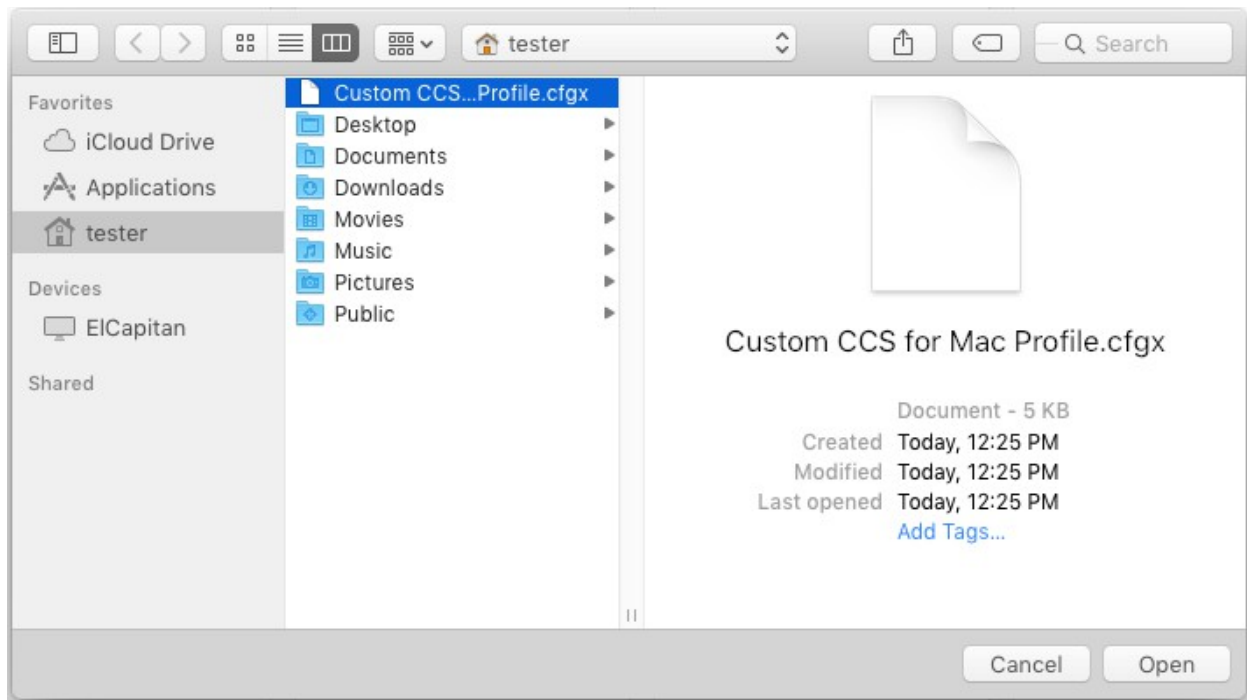 tester
Search
Favorites
iCloud Drive
Applications
tester
Devices
ElCapitan
Shared
Custom CCS...Profile.cfgx
Desktop
Documents
Downloads
Movies
Music
Pictures
Public
Custom CCS for Mac Profile.cfgx
Document - 5 KB
Created Today, 12:25 PM
Modified Today, 12:25 PM
Last opened Today, 12:25 PM
Add Tags...
Cancel Open